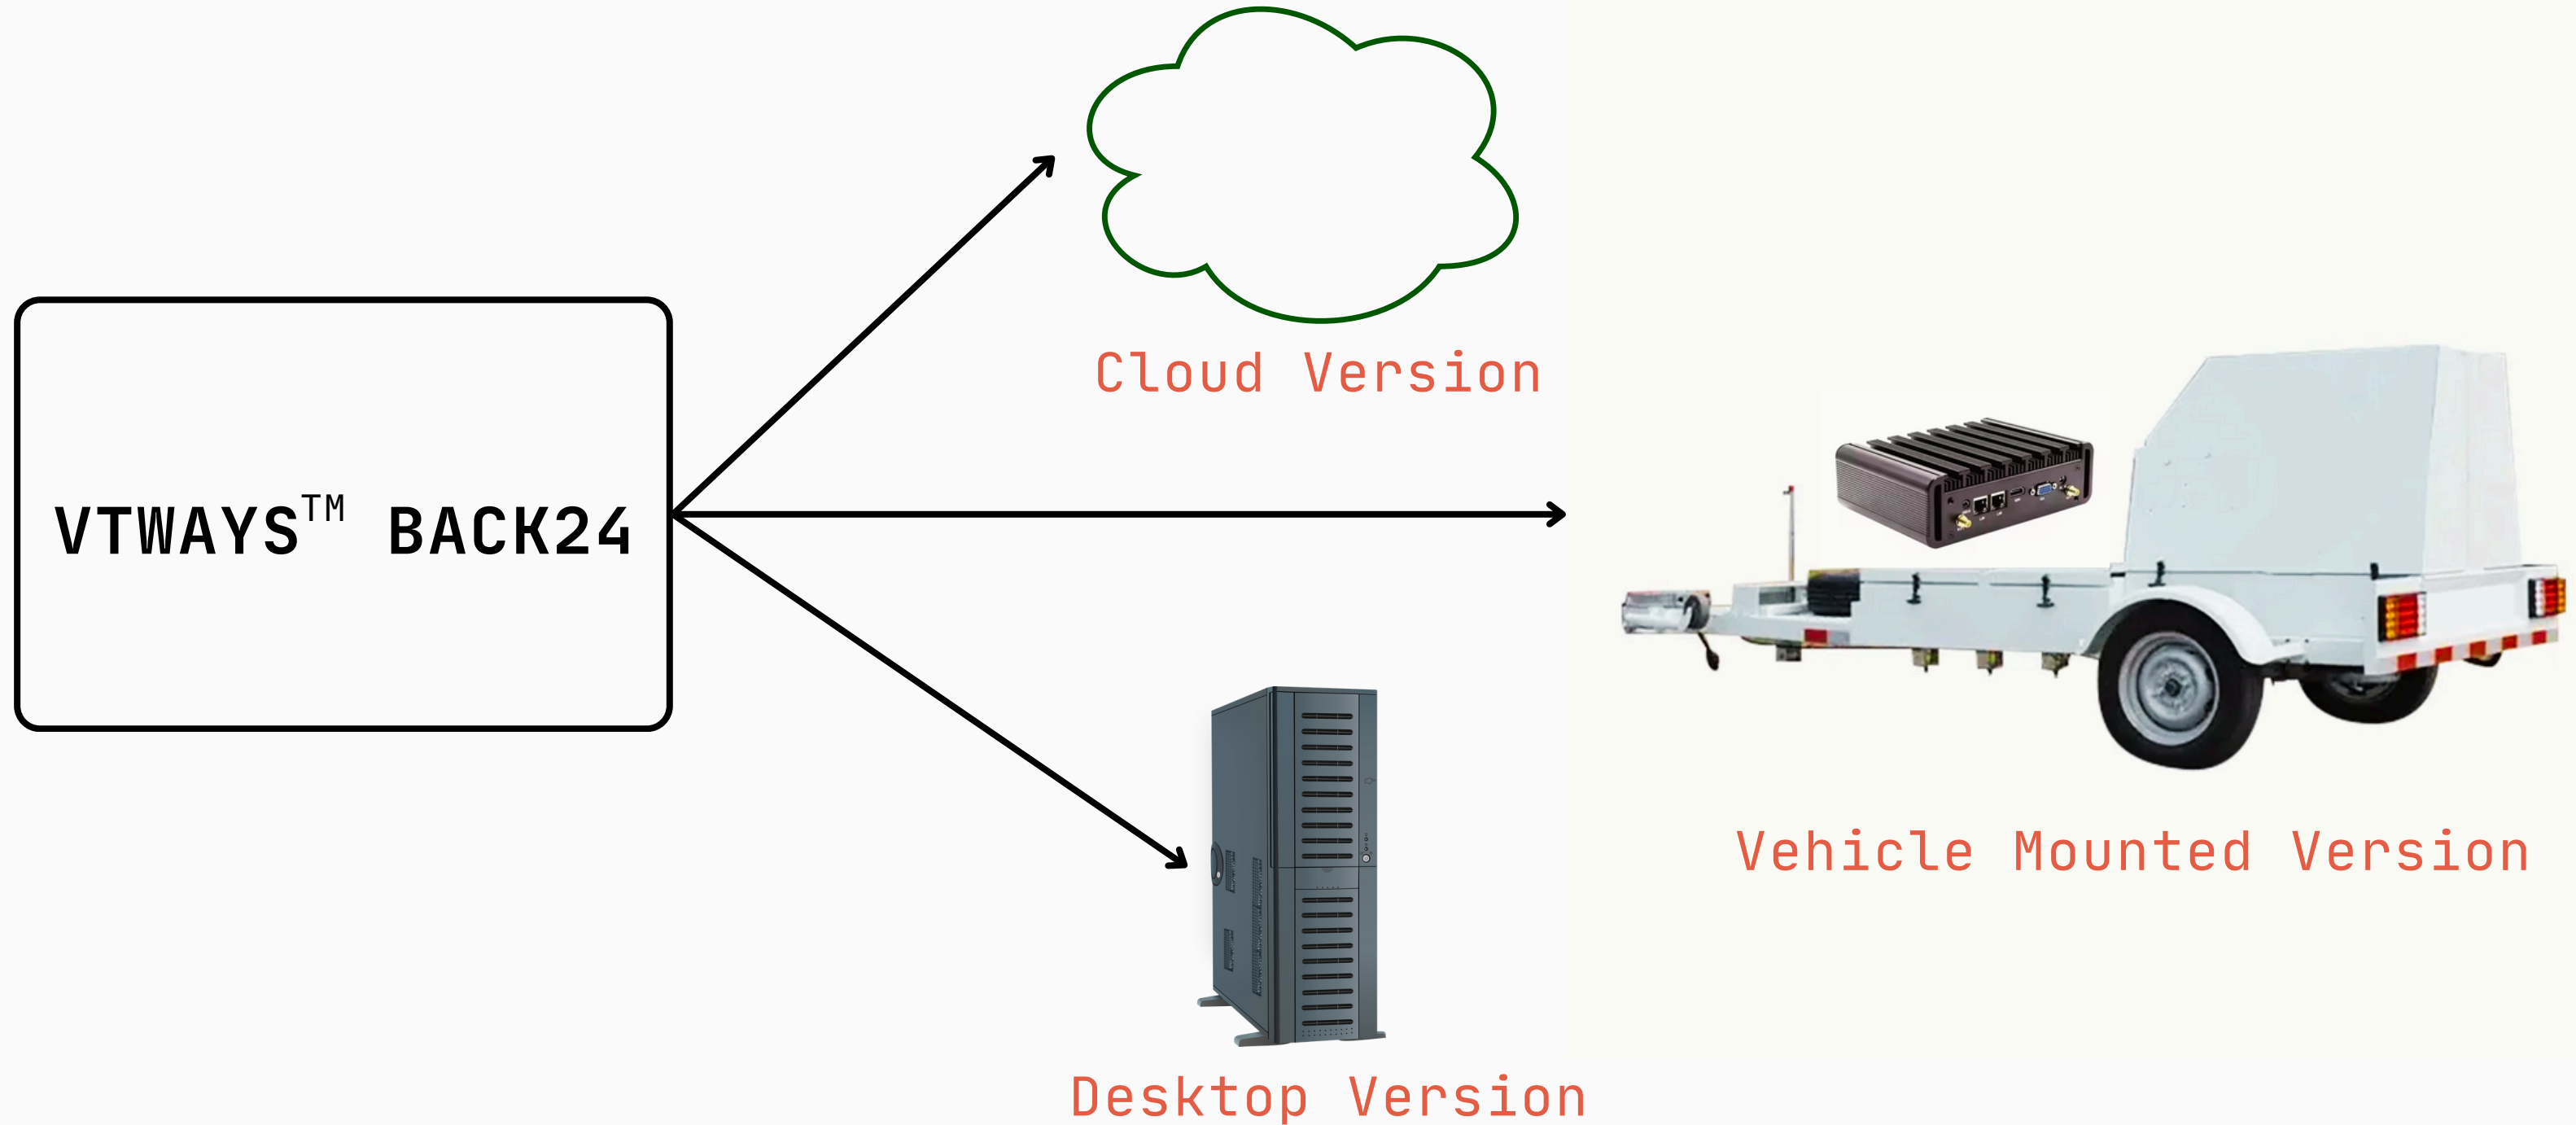 Cloud Version
VTWAYS™ BACK24
Vehicle Mounted Version
Desktop Version